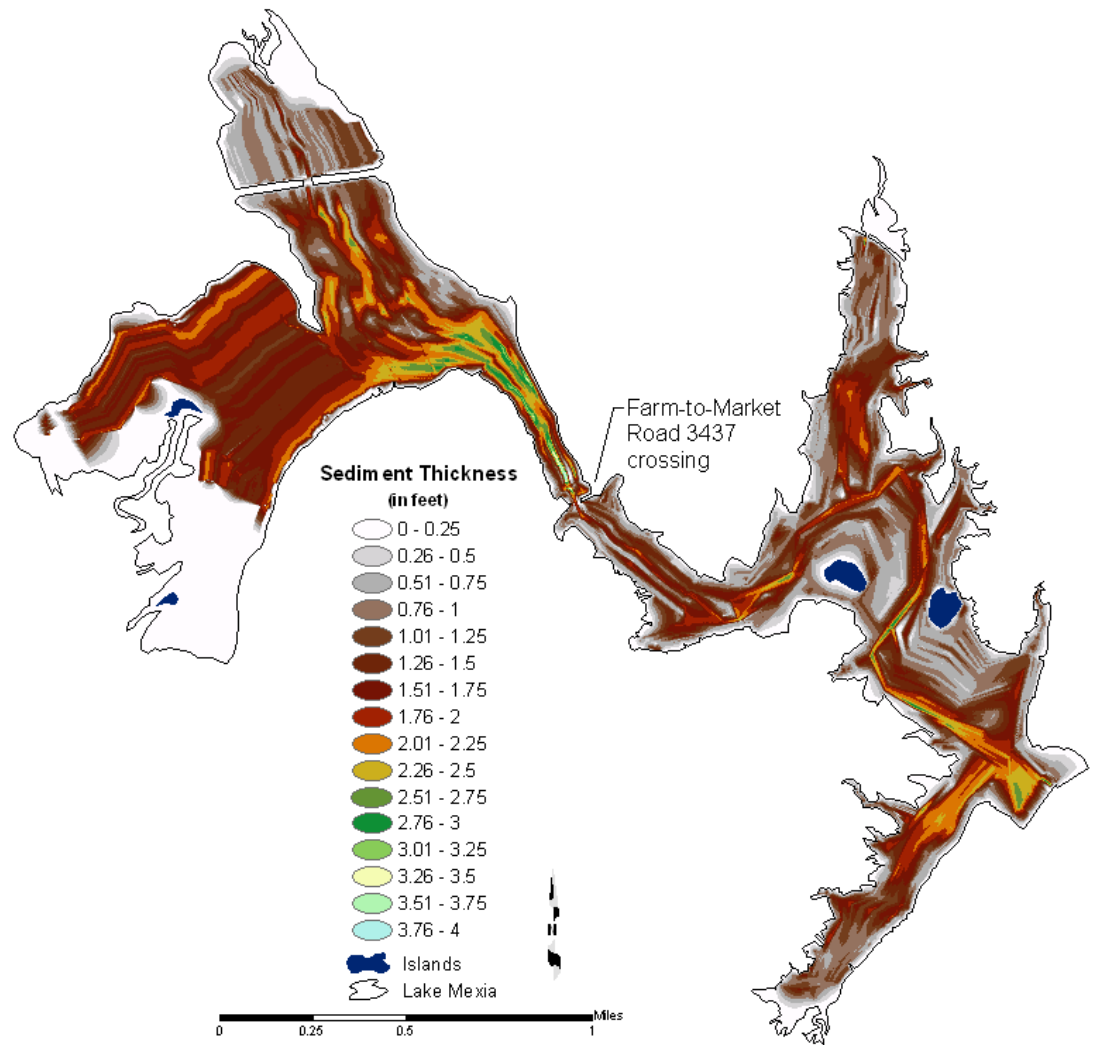 Farm-to-Market
Road 3437
crossing
Sediment Thickness
(in feet)
0 - 0.25
0.26 - 0.5
0.51 - 0.75
0.76 - 1
1.01 - 1.25
1.26 - 1.5
1.51 - 1.75
1.76 - 2
2.01 - 2.25
2.26 - 2.5
2.51 - 2.75
2.76 - 3
3.01 - 3.25
3.26 - 3.5
3.51 - 3.75
3.76 - 4
Islands
Lake Mexia
N
Miles
0 0.25 0.5 1